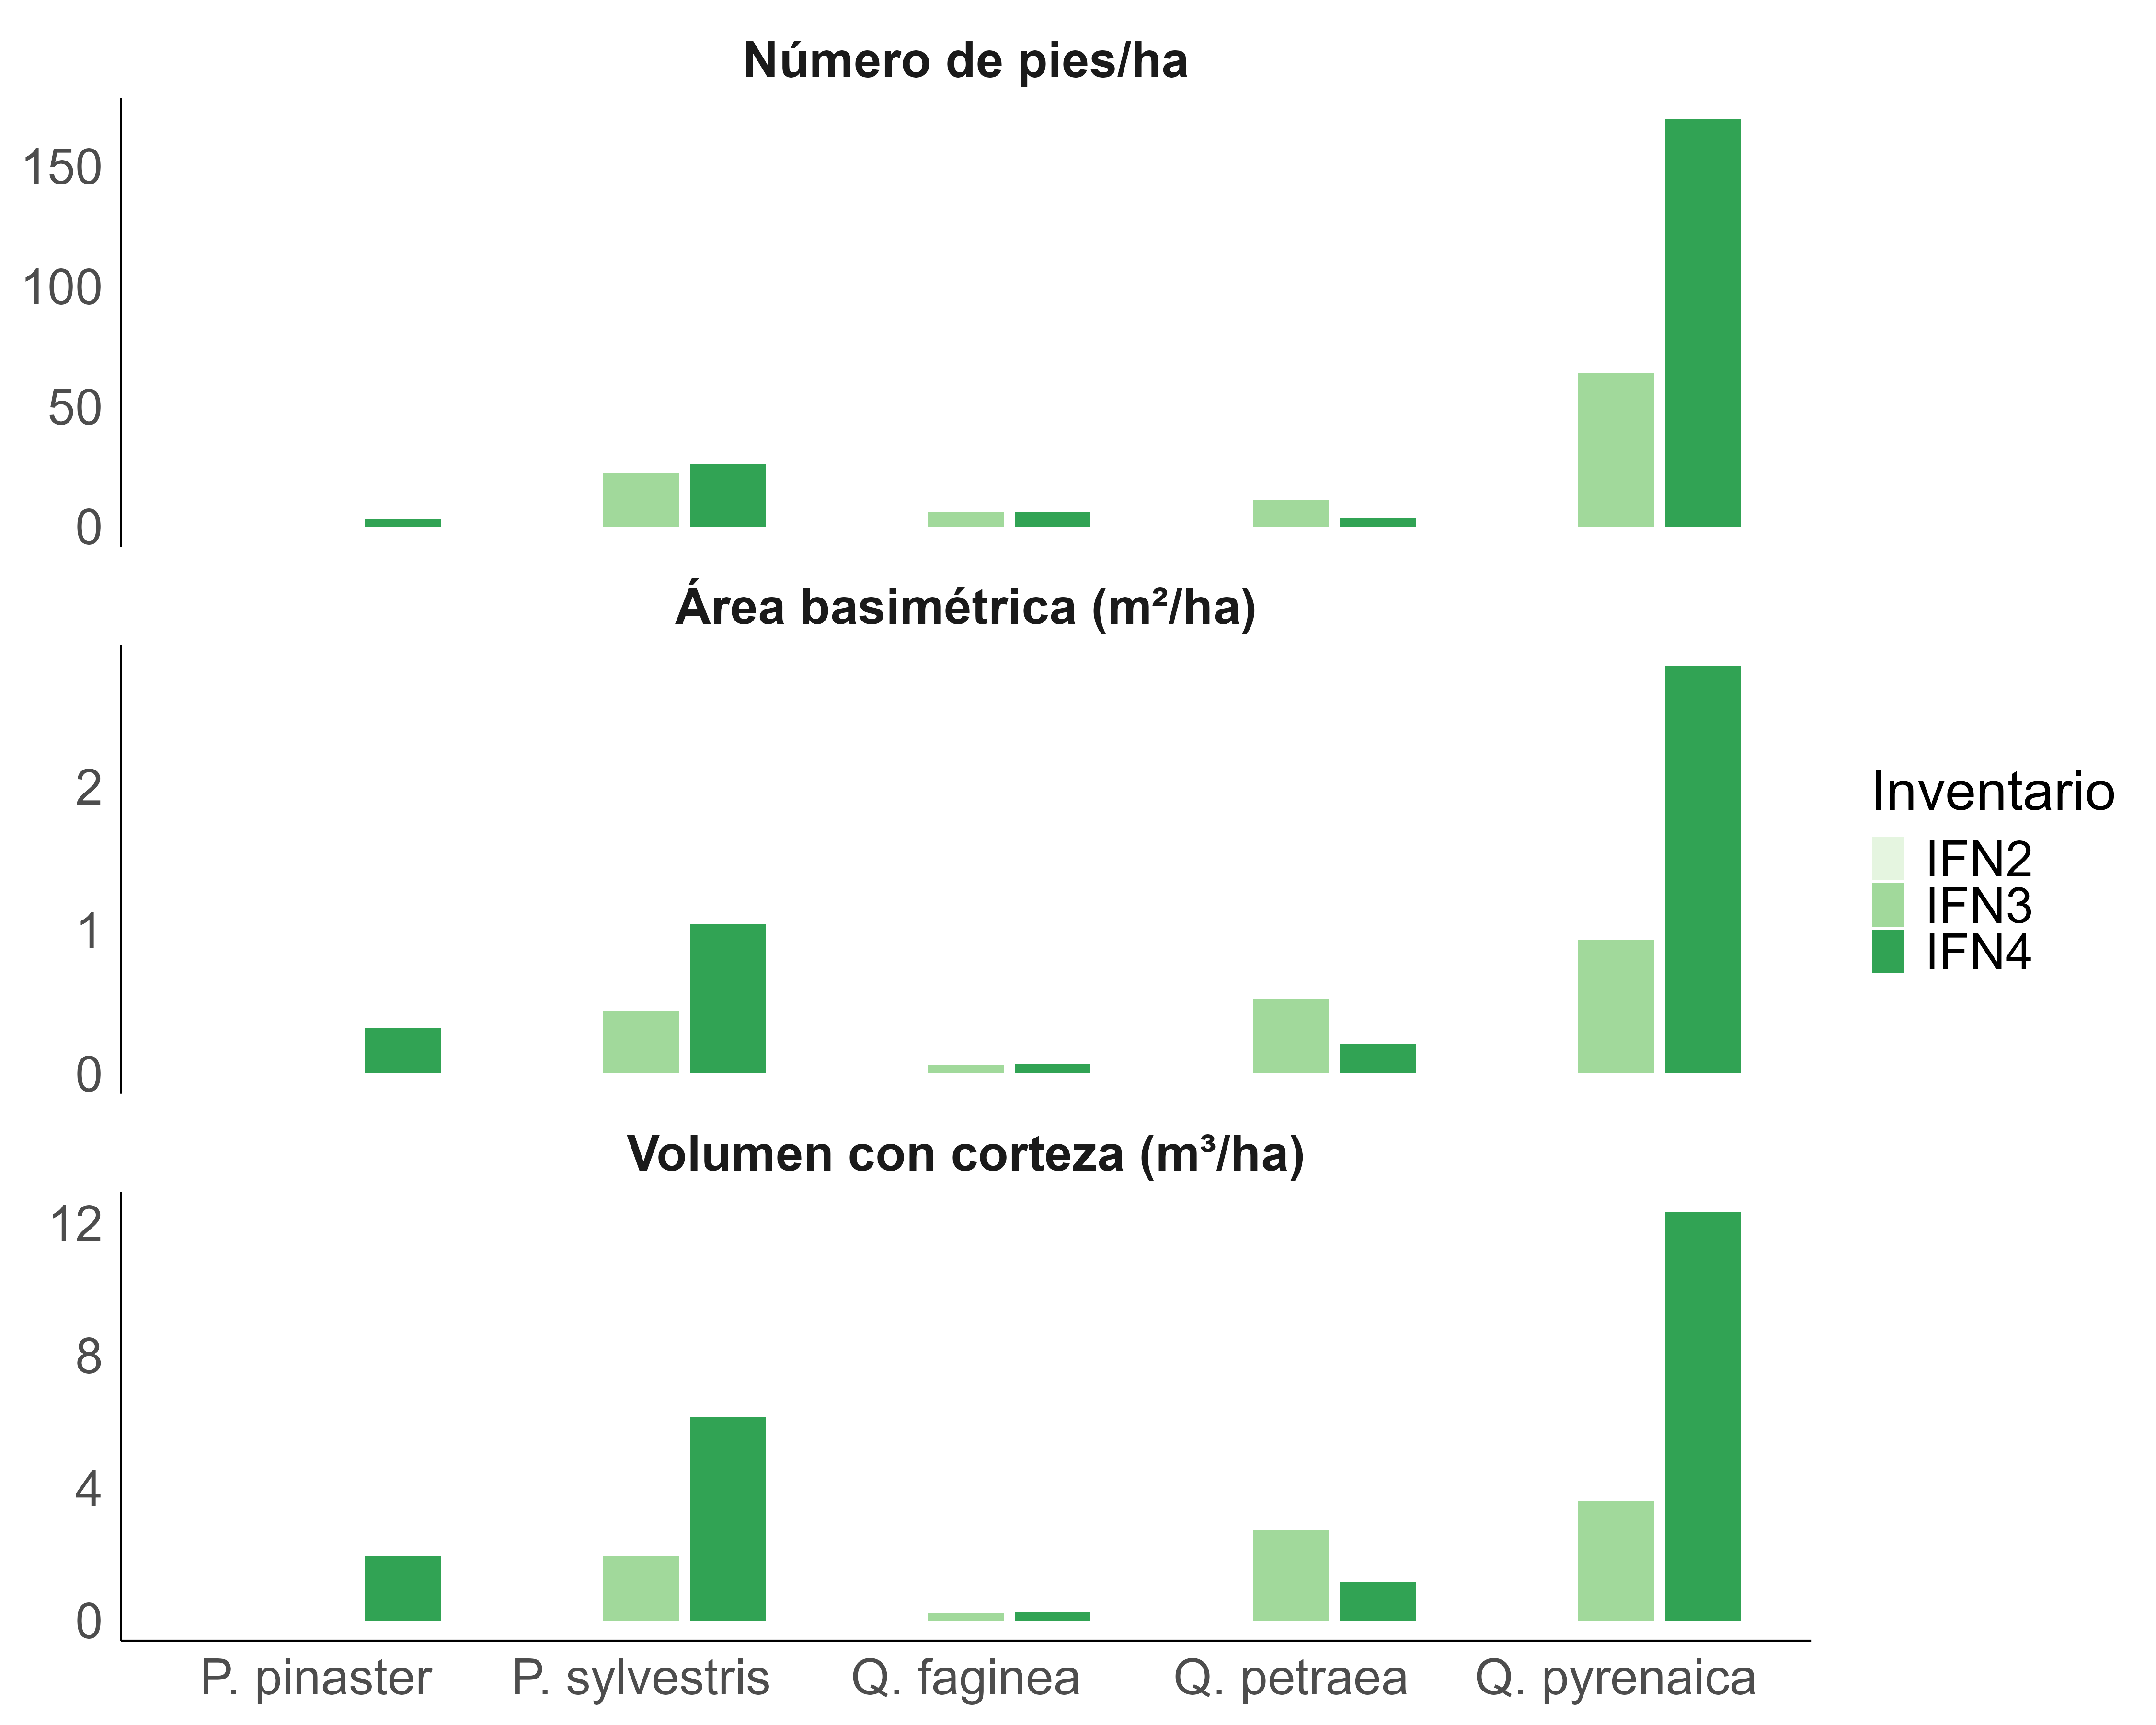 Número de pies/ha
150
100
50
0
Área basimétrica (m²/ha)
2
1
0
Volumen con corteza (m³/ha)
12
8
4
0
P. pinaster P. sylvestris Q. faginea Q. petraea Q. pyrenaica
Inventario
IFN2
IFN3
IFN4